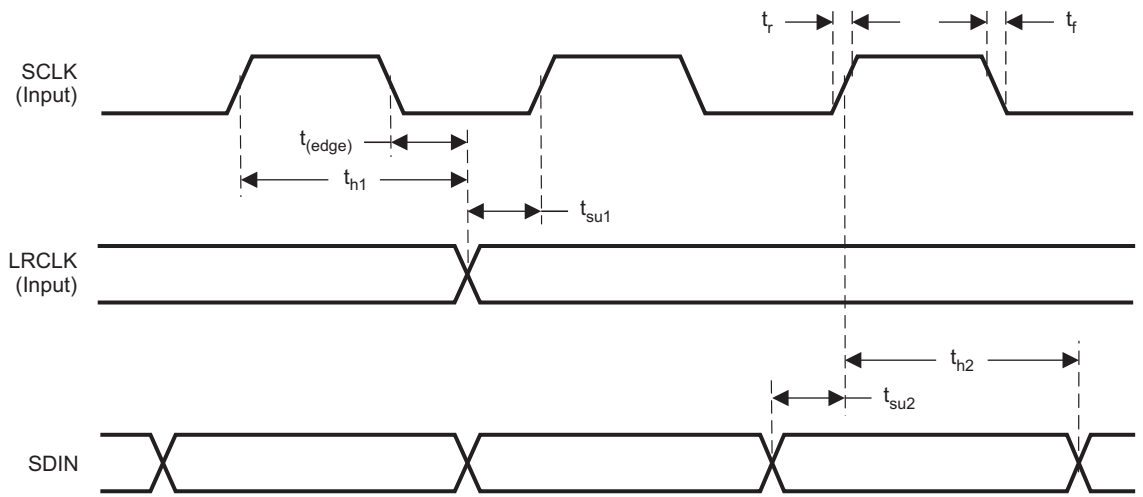 t_r
t_f
SCLK
(Input)
t_(edge)
t_h1
t_su1
LRCLK
(Input)
t_h2
t_su2
SDIN